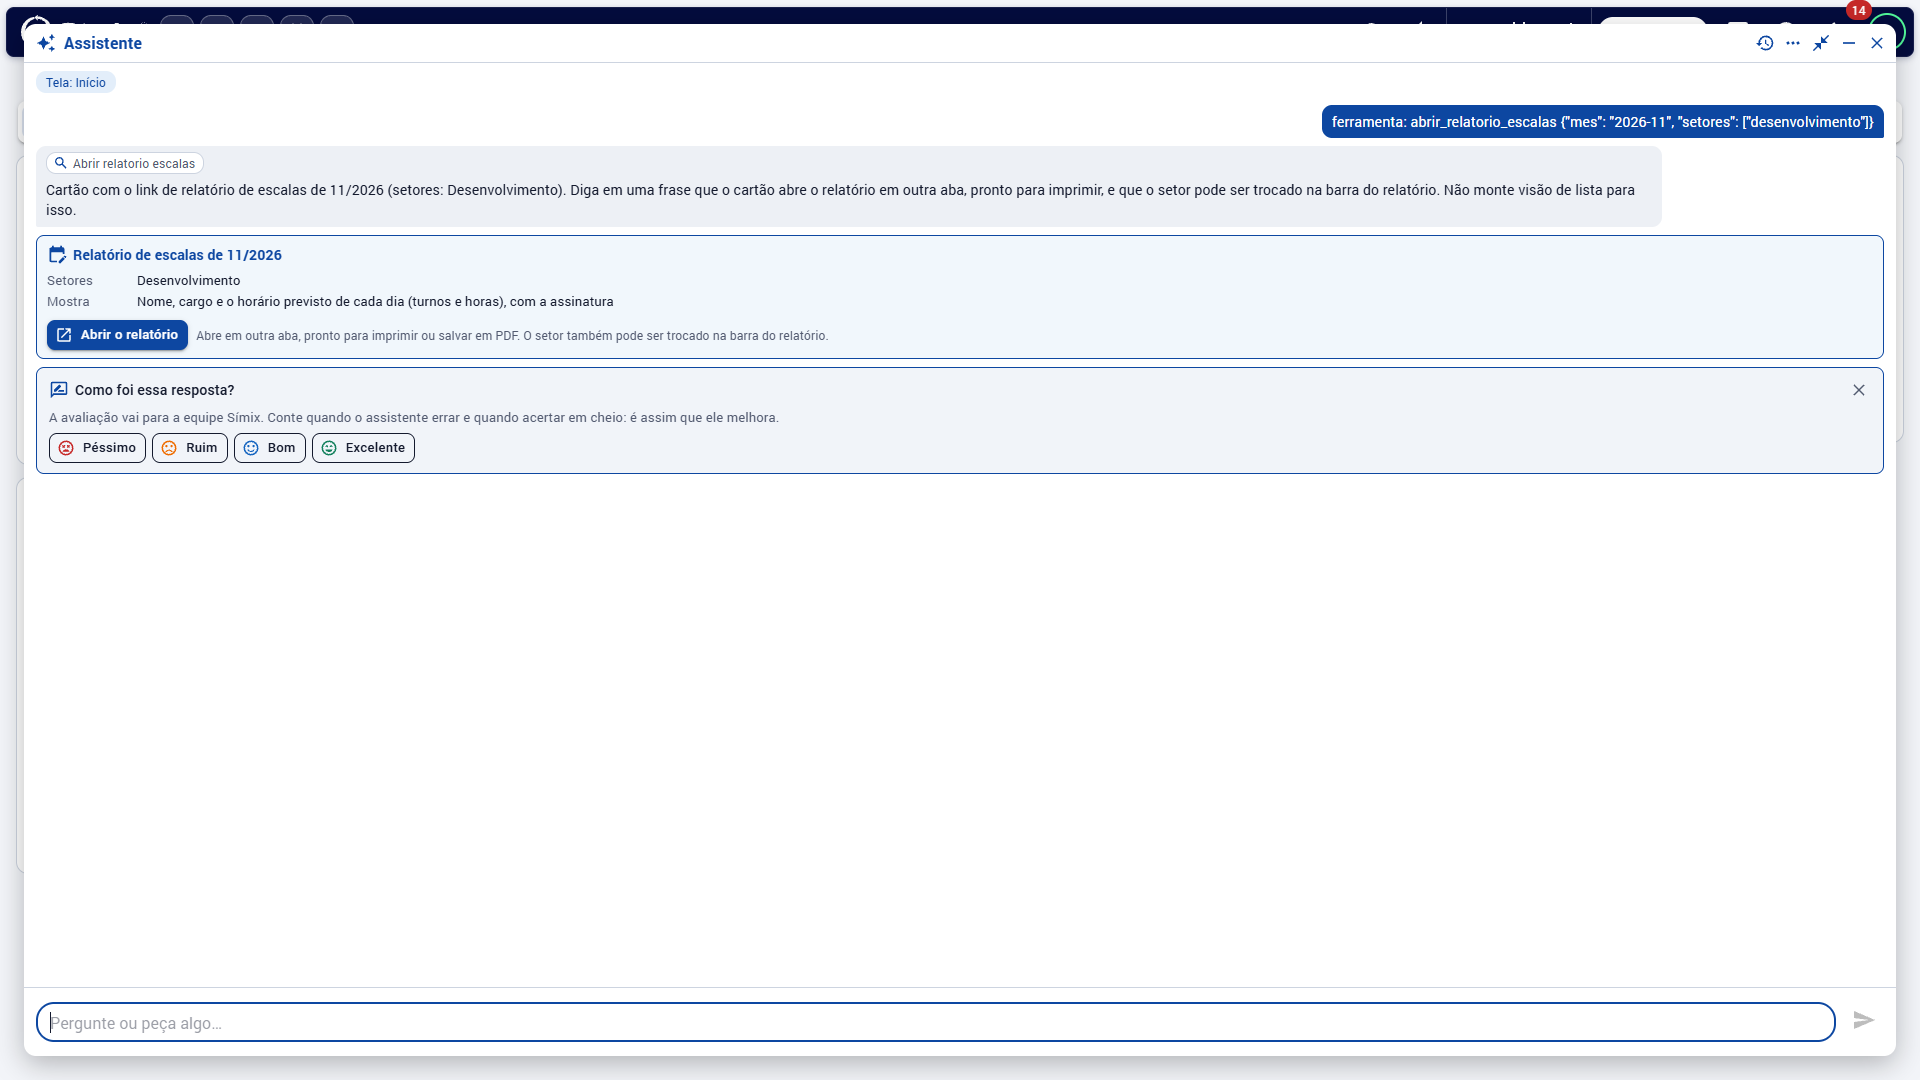 14
Assistente
Tela: Início
ferramenta: abrir_relatorio_escalas {"mes": "2026-11", "setores": ["desenvolvimento"]}
Abrir relatorio escalas
Cartão com o link de relatório de escalas de 11/2026 (setores: Desenvolvimento). Diga em uma frase que o cartão abre o relatório em outra aba, pronto para imprimir, e que o setor pode ser trocado na barra do relatório. Não monte visão de lista para
isso.
Relatório de escalas de 11/2026
Setores Desenvolvimento
Mostra Nome, cargo e o horário previsto de cada dia (turnos e horas), com a assinatura
Abrir o relatório Abre em outra aba, pronto para imprimir ou salvar em PDF. O setor também pode ser trocado na barra do relatório.
Como foi essa resposta?
A avaliação vai para a equipe Símix. Conte quando o assistente errar e quando acertar em cheio: é assim que ele melhora.
Péssimo Ruim Bom Excelente
Pergunte ou peça algo...